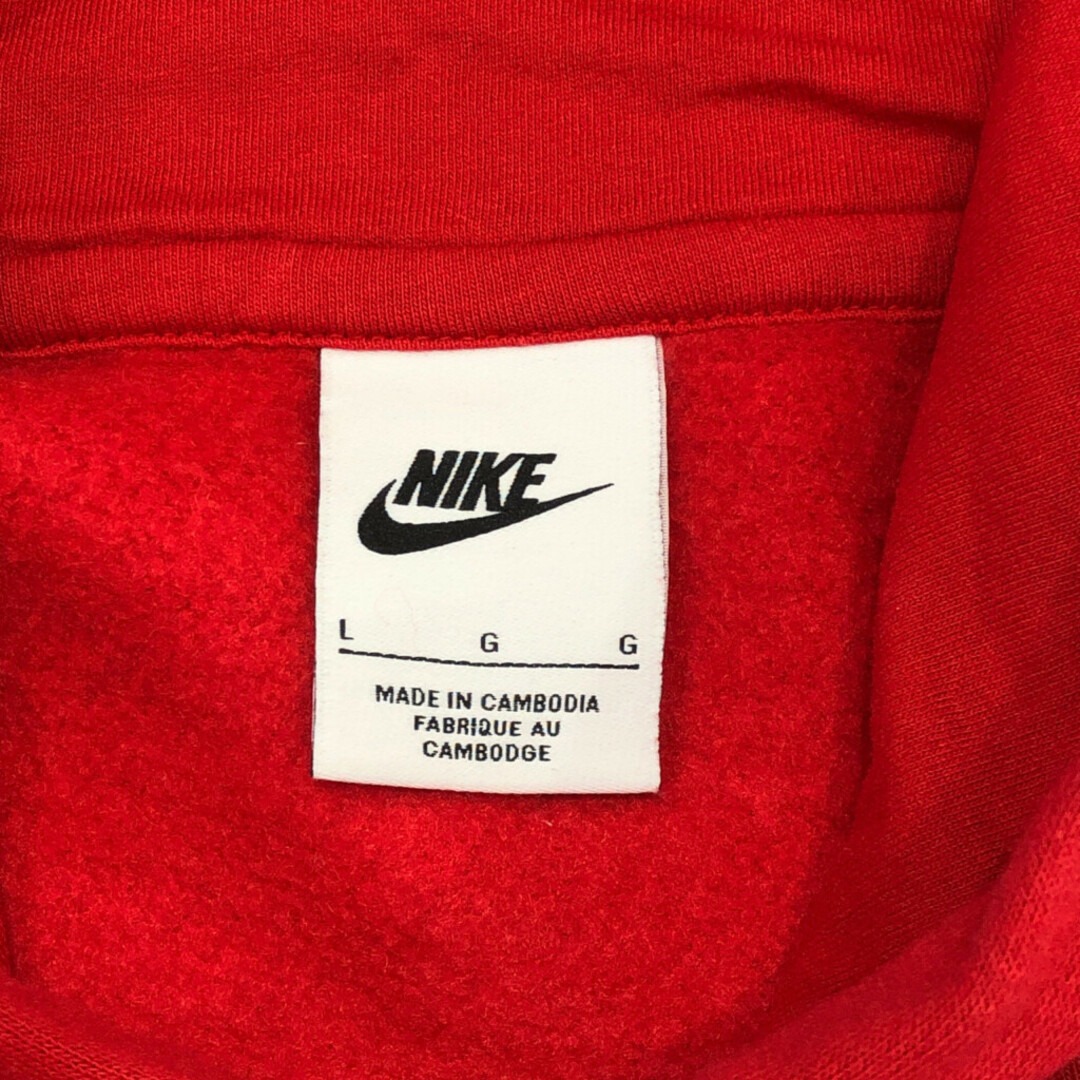 NIKE
L G G
MADE IN CAMBODIA
FABRIQUE AU
CAMBODGE